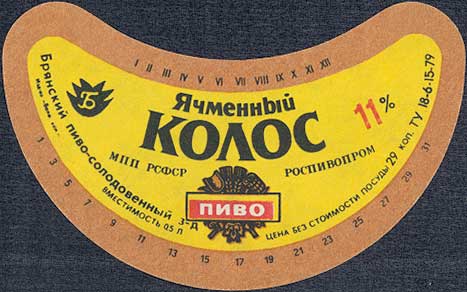 I II III IV V VI VII VIII IX X XI XII
Б
Ячменный
КОЛОС
11%
МПП РСФСР
РОСПИВОПРОМ
ПИВО
Брянский пиво-солодовенный з-д
ВМЕСТИМОСТЬ 0,5 Л
ЦЕНА БЕЗ СТОИМОСТИ ПОСУДЫ 29 КОП. ТУ 18-6-15-79
1 3 5 7 9 11 13 15 17 19 21 23 25 27 29 31